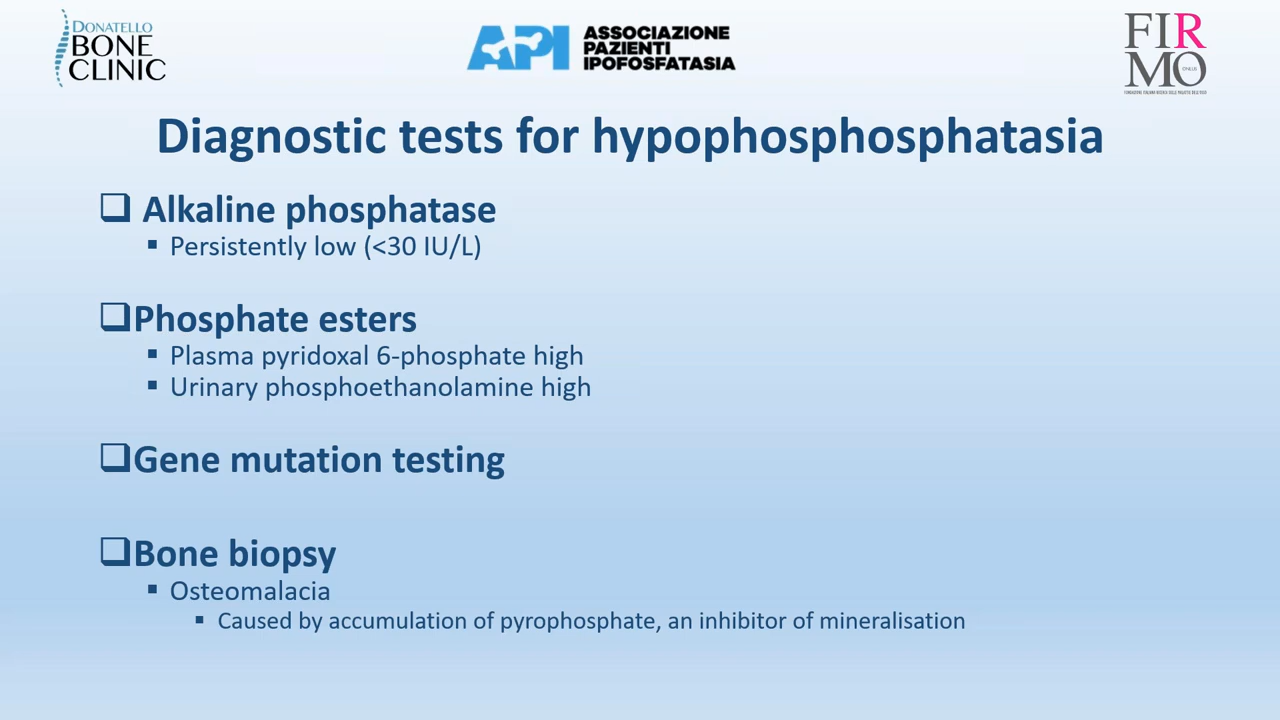 DONATELLO
BONE
CLINIC
API
ASSOCIAZIONE
PAZIENTI
IPOFOSFATASIA
FIR
MO
Diagnostic tests for hypophosphosphatasia
Alkaline phosphatase
Persistently low (<30 IU/L)
Phosphate esters
Plasma pyridoxal 6-phosphate high
Urinary phosphoethanolamine high
Gene mutation testing
Bone biopsy
Osteomalacia
Caused by accumulation of pyrophosphate, an inhibitor of mineralisation